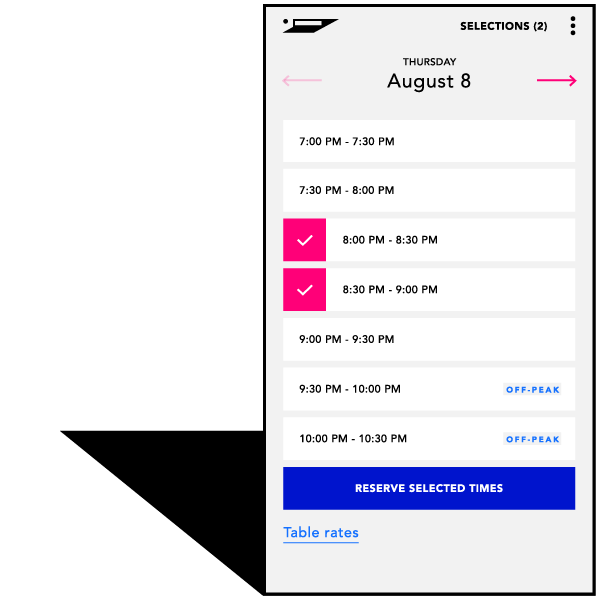 SELECTIONS (2)
THURSDAY
August 8
7:00 PM - 7:30 PM
7:30 PM - 8:00 PM
8:00 PM - 8:30 PM
8:30 PM - 9:00 PM
9:00 PM - 9:30 PM
9:30 PM - 10:00 PM OFF-PEAK
10:00 PM - 10:30 PM OFF-PEAK
RESERVE SELECTED TIMES
Table rates